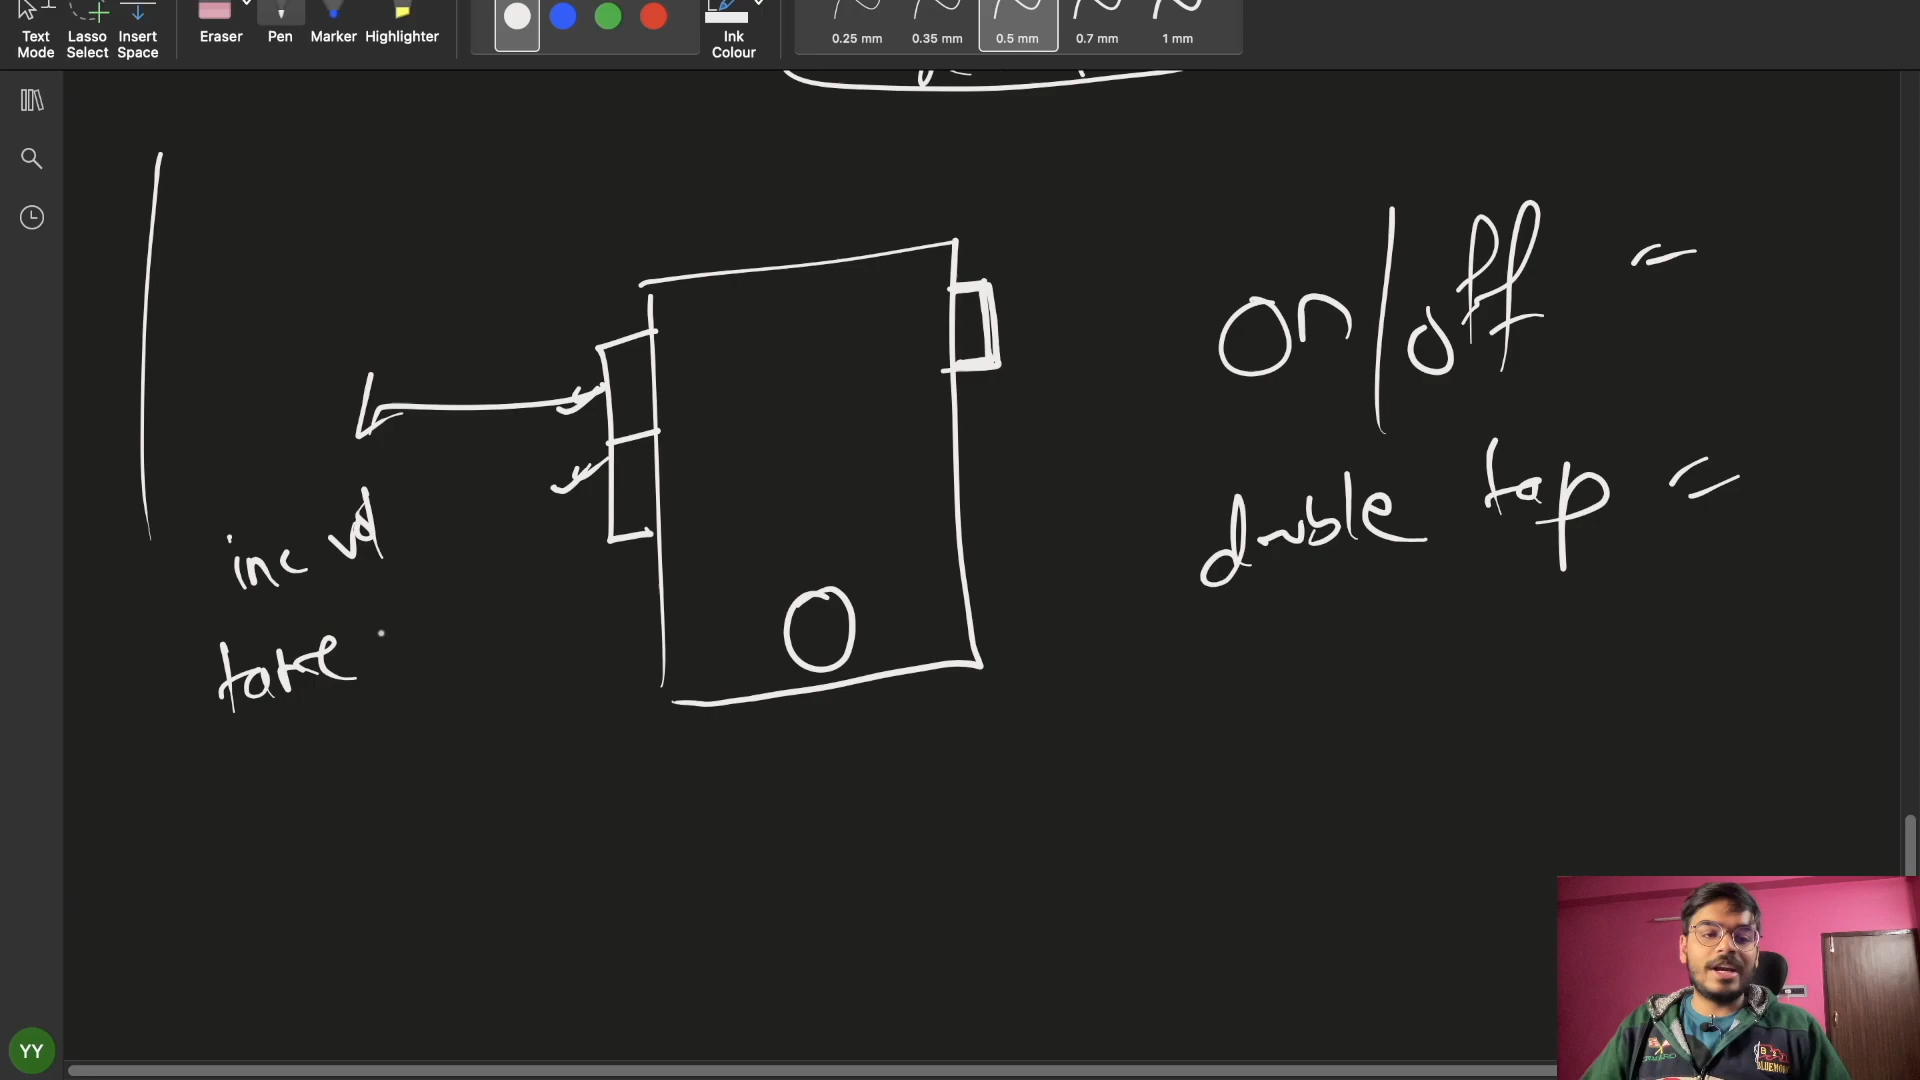 Text Mode
Lasso Select
Insert Space
Eraser
Pen
Marker
Highlighter
Ink Colour
0.25 mm
0.35 mm
0.5 mm
0.7 mm
1 mm
on/off =
double tap =
inc vol
take
YY